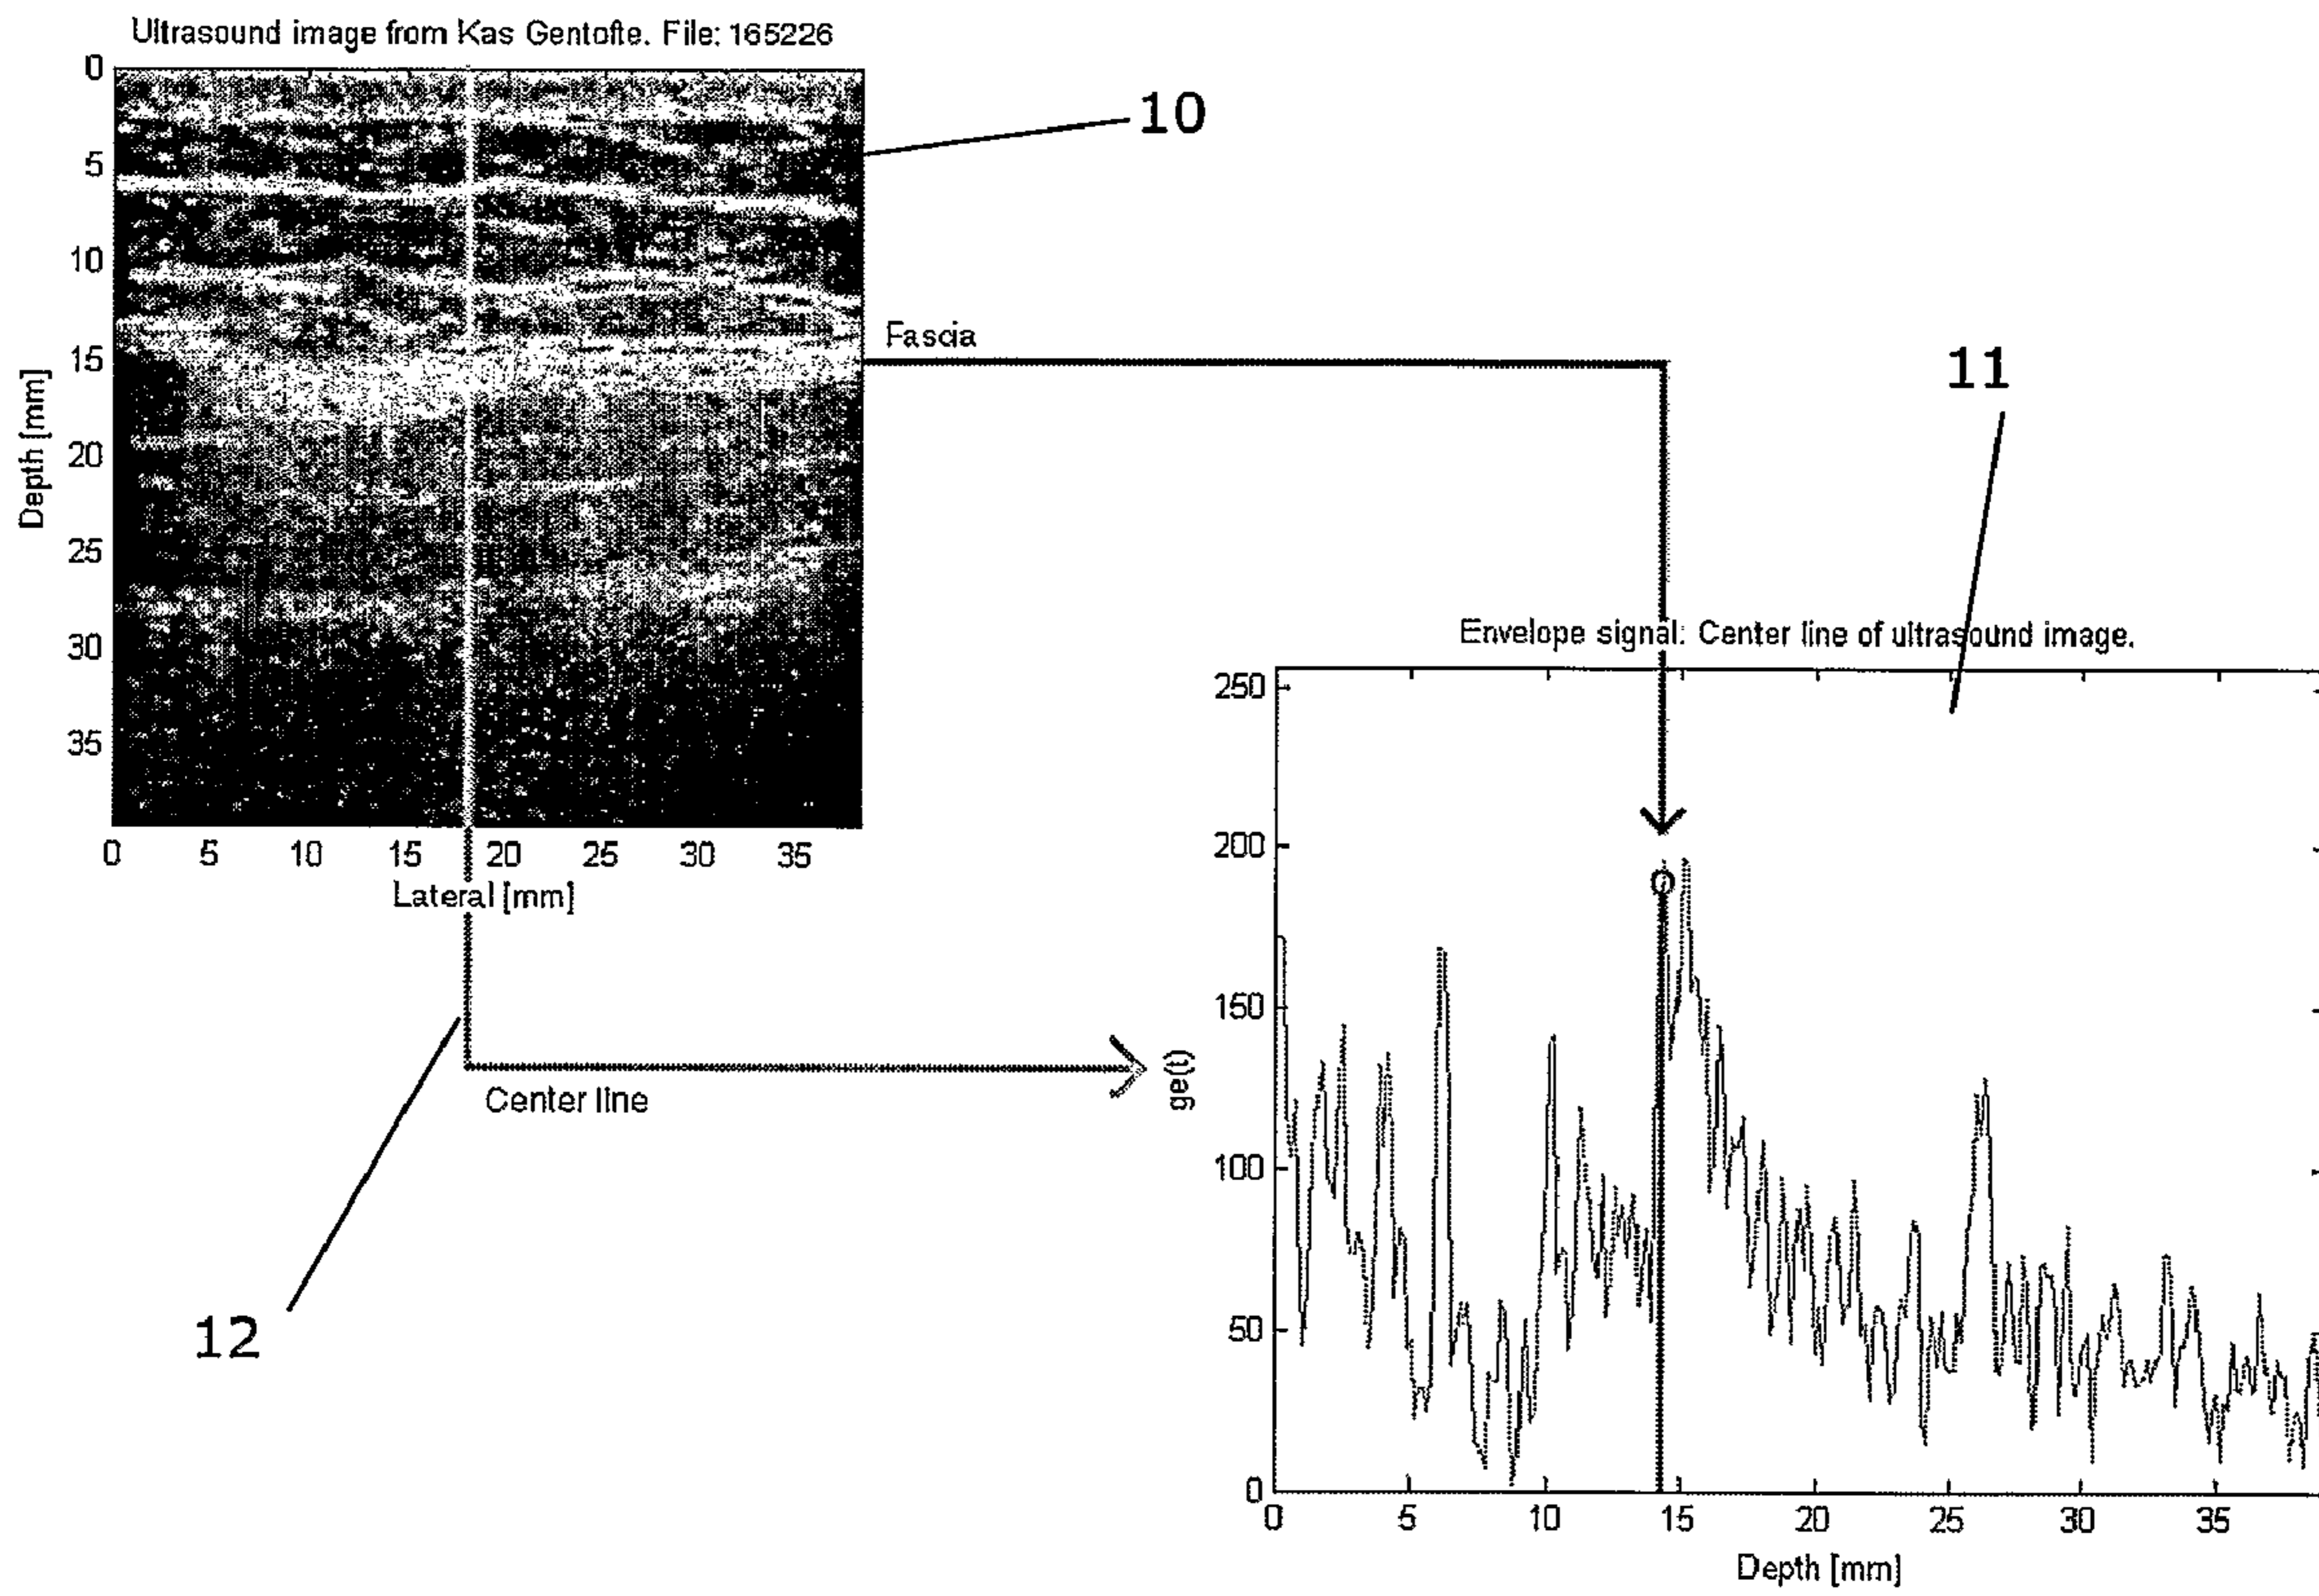 Ultrasound image from Kas Gentofte. File: 165226
0
5
10
15
20
25
30
35
Depth [mm]
0 5 10 15 20 25 30 35
Lateral [mm]
10
Fascia
11
Center line
12
Envelope signal: Center line of ultrasound image.
250
200
150
100
50
0
ge(t)
0 5 10 15 20 25 30 35
Depth [mm]